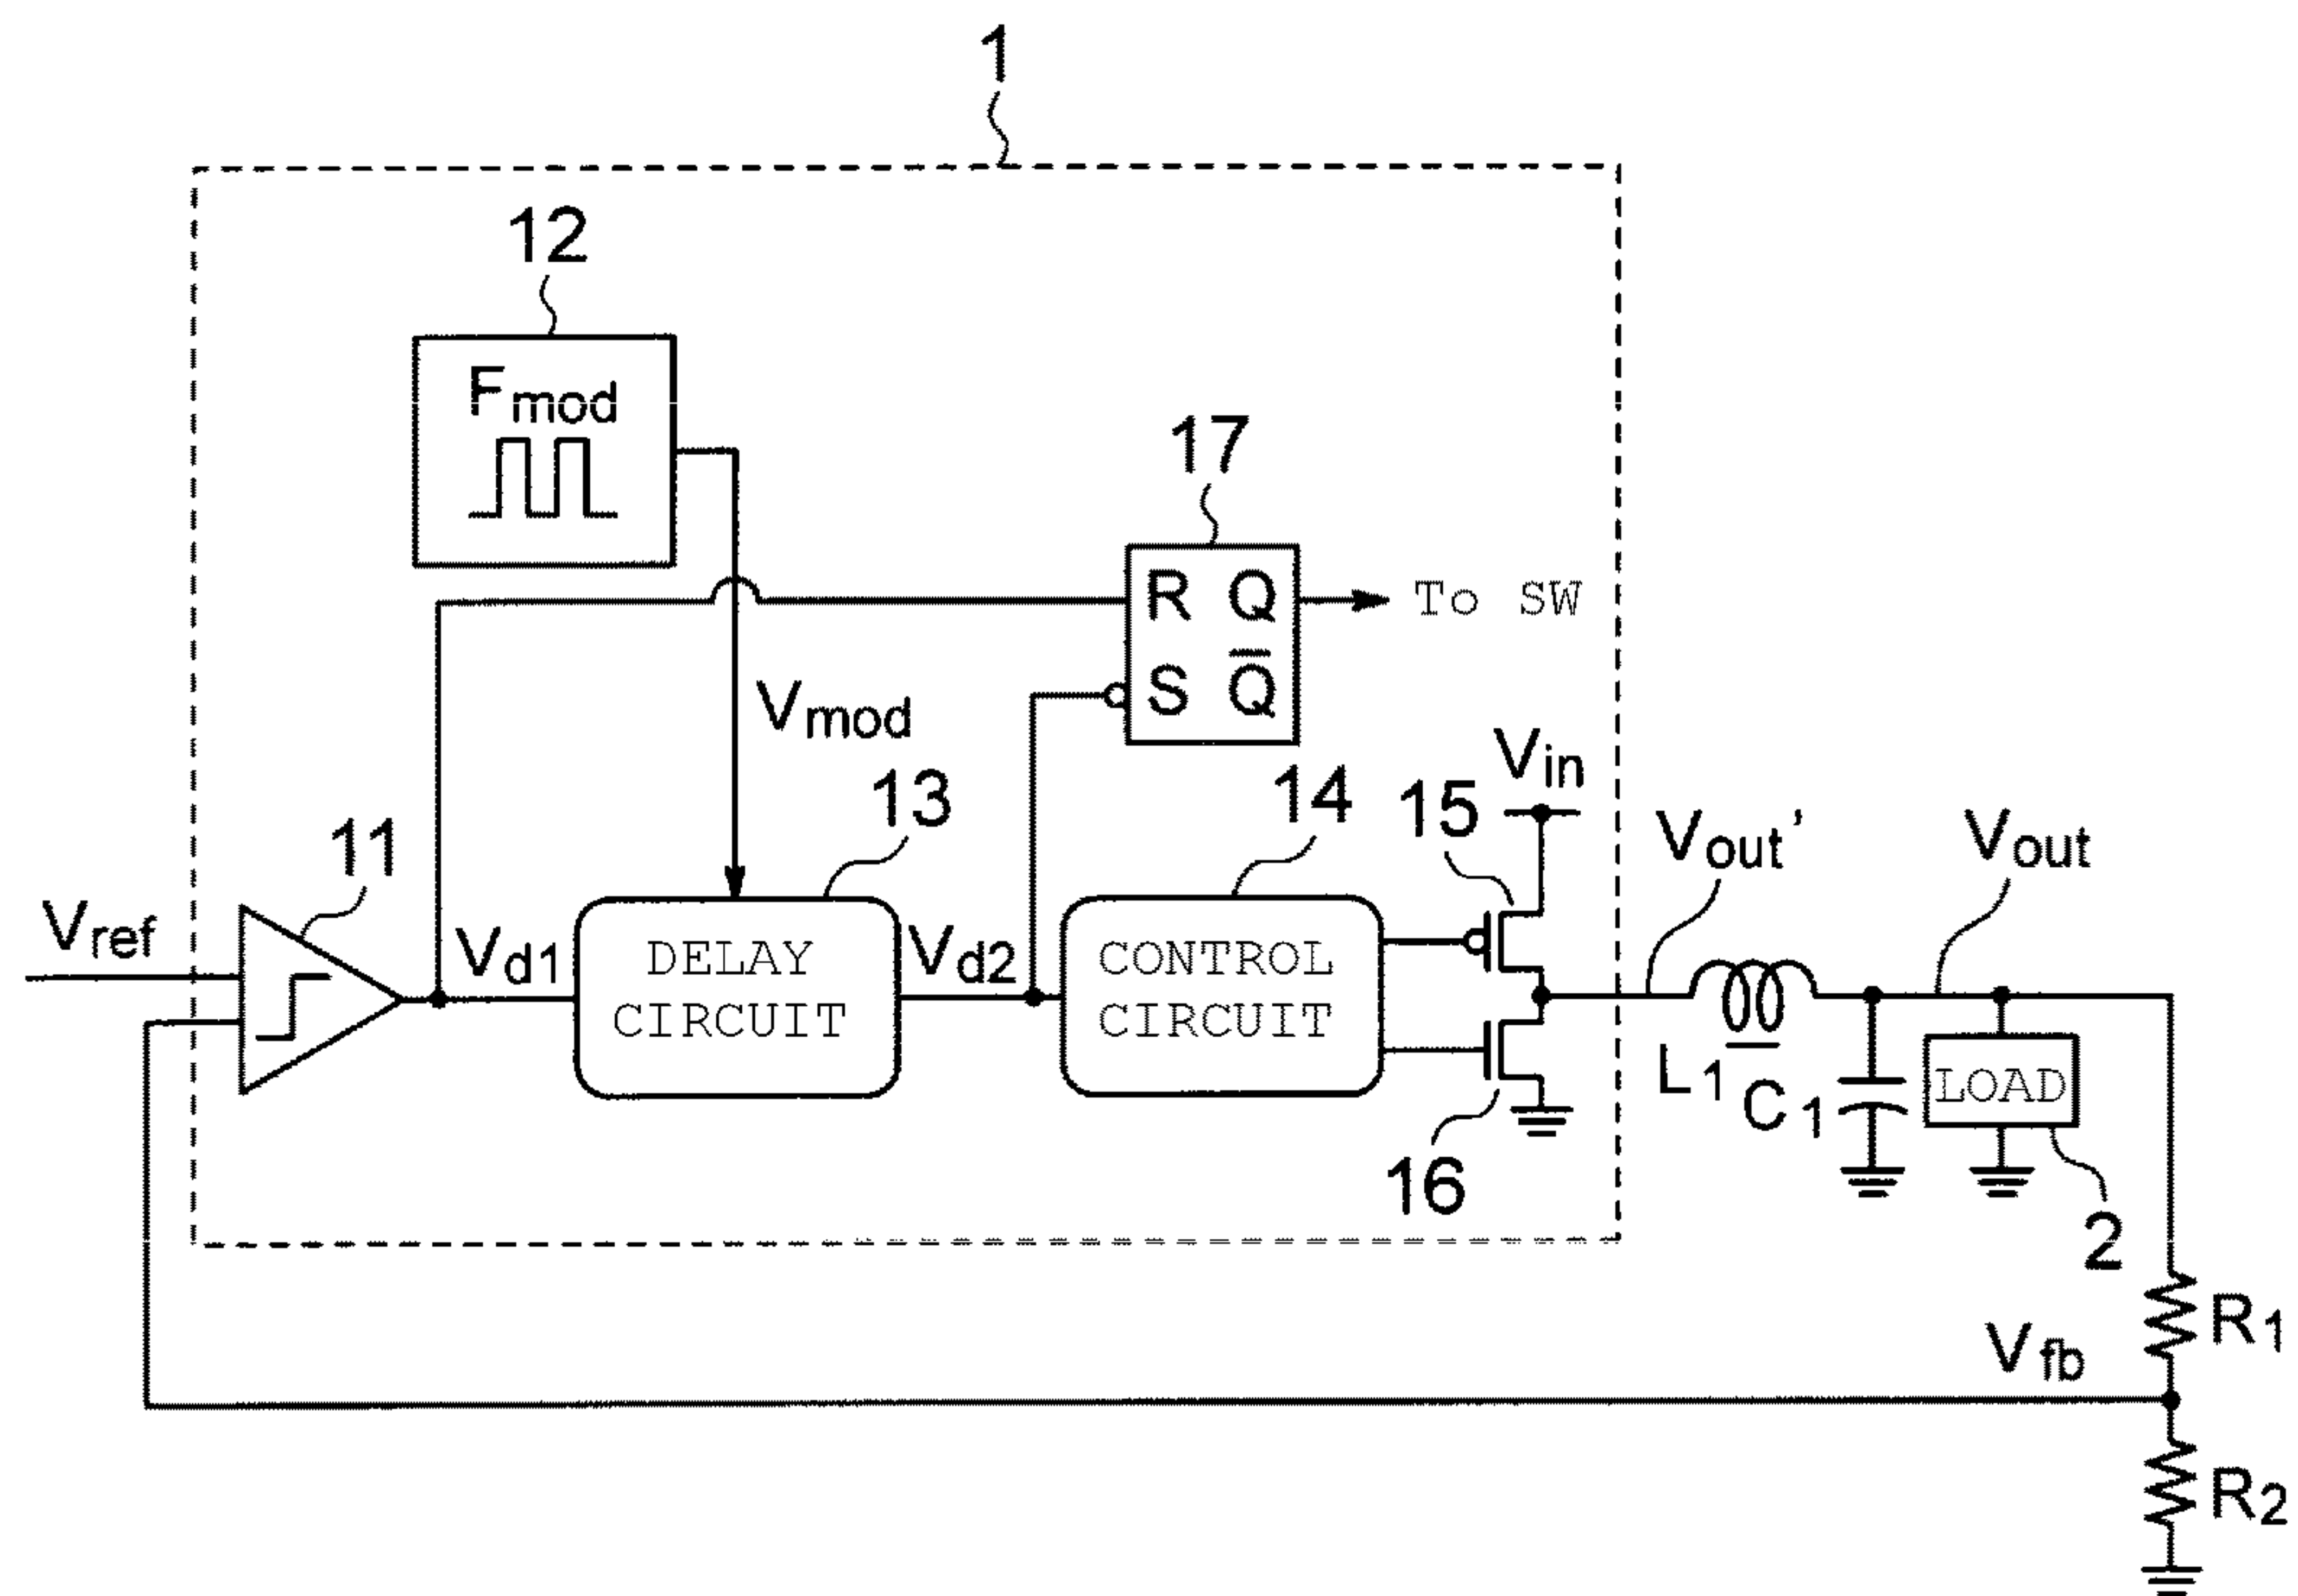 1
12
Fmod
17
R Q
To SW
S Q̅
Vmod
Vin
13
14
15
11
Vout'
Vout
Vref
Vd1
DELAY
CIRCUIT
Vd2
CONTROL
CIRCUIT
L1
C1
LOAD
16
2
R1
Vfb
R2